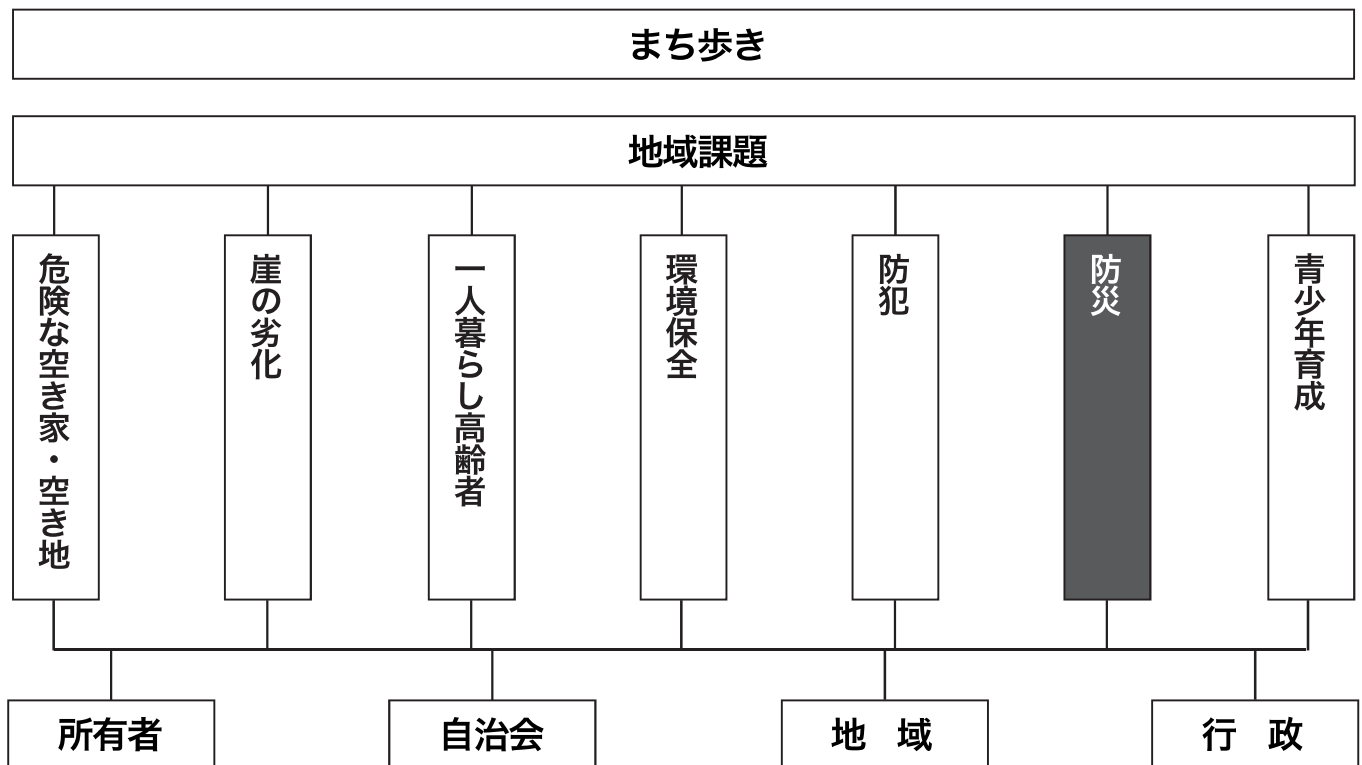 まち歩き
地域課題
危険な空き家・空き地
崖の劣化
一人暮らし高齢者
環境保全
防犯
防災
青少年育成
所有者
自治会
地　域
行　政